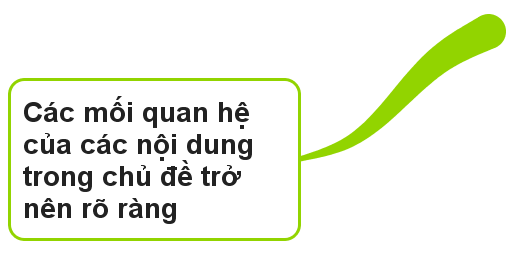 Các mối quan hệ
của các nội dung
trong chủ đề trở
nên rõ ràng